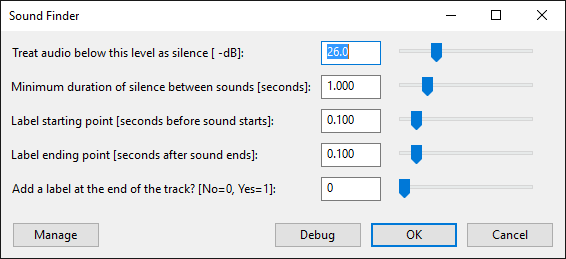 Sound Finder
Treat audio below this level as silence [ -dB]: 26.0
Minimum duration of silence between sounds [seconds]: 1.000
Label starting point [seconds before sound starts]: 0.100
Label ending point [seconds after sound ends]: 0.100
Add a label at the end of the track? [No=0, Yes=1]: 0
Manage Debug OK Cancel